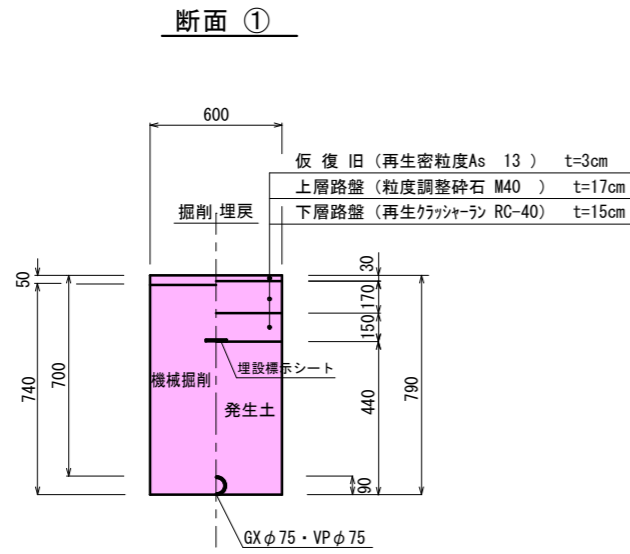 断面 ①
600
仮 復 旧 (再生密粒度As 13 ) t=3cm
上層路盤 (粒度調整砕石 M40 ) t=17cm
下層路盤 (再生クラッシャーラン RC-40) t=15cm
掘削 埋戻
50
30
170
150
740
700
440
790
90
埋設標示シート
機械掘削
発生土
GXφ75・VPφ75